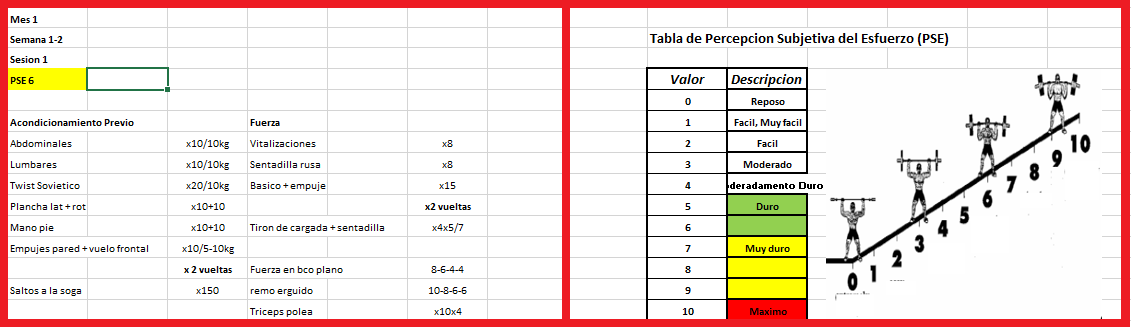 Mes 1
Semana 1-2
Sesion 1
PSE 6
Acondicionamiento Previo Fuerza
Abdominales x10/10kg Vitalizaciones x8
Lumbares x10/10kg Sentadilla rusa x8
Twist Sovietico x20/10kg Basico + empuje x15
Plancha lat + rot x10+10 x2 vueltas
Mano pie x10+10 Tiron de cargada + sentadilla x4x5/7
Empujes pared + vuelo frontal x10/5-10kg
x 2 vueltas Fuerza en bco plano 8-6-4-4
Saltos a la soga x150 remo erguido 10-8-6-6
Triceps polea x10x4
Tabla de Percepcion Subjetiva del Esfuerzo (PSE)
Valor Descripcion
0 Reposo
1 Facil, Muy facil
2 Facil
3 Moderado
4 oderadamento Duro
5 Duro
6
7 Muy duro
8
9
10 Maximo
0 1 2 3 4 5 6 7 8 9 10